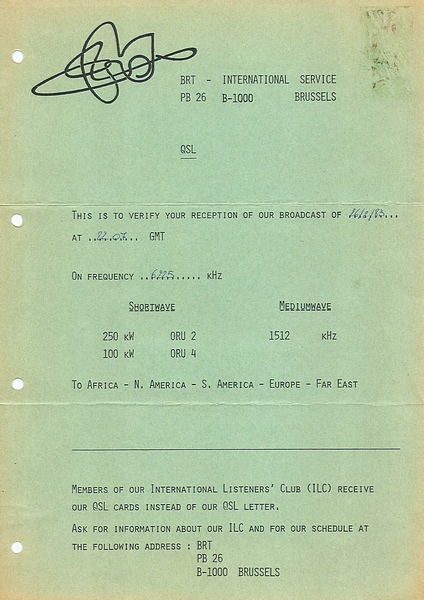 BRT - INTERNATIONAL SERVICE
PB 26 B-1000 BRUSSELS
QSL
THIS IS TO VERIFY YOUR RECEPTION OF OUR BROADCAST OF ...
AT ..22.07... GMT
ON FREQUENCY ........ KHZ
SHORTWAVE MEDIUMWAVE
250 KW ORU 2 1512 KHZ
100 KW ORU 4
TO AFRICA - N. AMERICA - S. AMERICA - EUROPE - FAR EAST
MEMBERS OF OUR INTERNATIONAL LISTENERS' CLUB (ILC) RECEIVE
OUR QSL CARDS INSTEAD OF OUR QSL LETTER.
ASK FOR INFORMATION ABOUT OUR ILC AND FOR OUR SCHEDULE AT
THE FOLLOWING ADDRESS : BRT
PB 26
B-1000 BRUSSELS